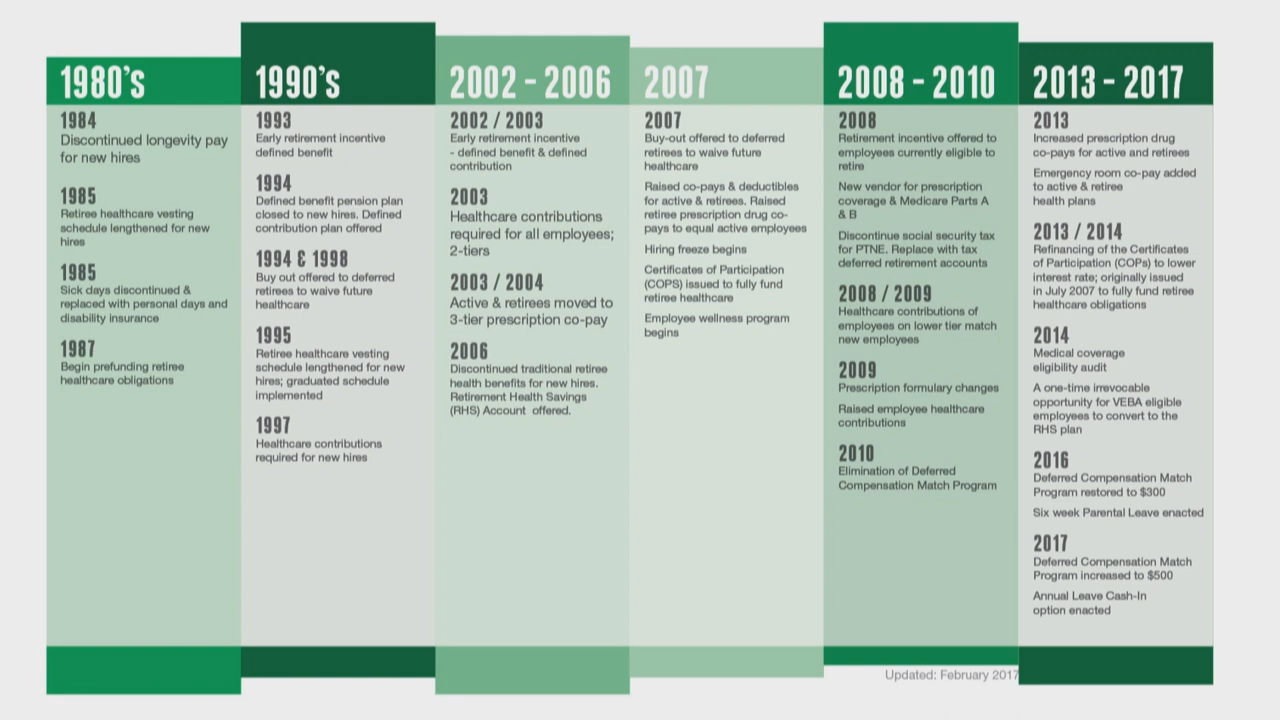 1980's
1984
Discontinued longevity pay
for new hires
1985
Retiree healthcare vesting
schedule lengthened for new
hires
1985
Sick days discontinued &
replaced with personal days and
disability insurance
1987
Begin prefunding retiree
healthcare obligations
1990's
1993
Early retirement incentive
defined benefit
1994
Defined benefit pension plan
closed to new hires. Defined
contribution plan offered
1994 & 1998
Buy out offered to deferred
retirees to waive future
healthcare
1995
Retiree healthcare vesting
schedule lengthened for new
hires; graduated schedule
implemented
1997
Healthcare contributions
required for new hires
2002 - 2006
2002 / 2003
Early retirement incentive
- defined benefit & defined
contribution
2003
Healthcare contributions
required for all employees;
2-tiers
2003 / 2004
Active & retirees moved to
3-tier prescription co-pay
2006
Discontinued traditional retiree
health benefits for new hires.
Retirement Health Savings
(RHS) Account offered.
2007
2007
Buy-out offered to deferred
retirees to waive future
healthcare
Raised co-pays & deductibles
for active & retirees. Raised
retiree prescription drug co-
pays to equal active employees
Hiring freeze begins
Certificates of Participation
(COPS) issued to fully fund
retiree healthcare
Employee wellness program
begins
2008 - 2010
2008
Retirement incentive offered to
employees currently eligible to
retire
New vendor for prescription
coverage & Medicare Parts A
& B
Discontinue social security tax
for PTNE. Replace with tax
deferred retirement accounts
2008 / 2009
Healthcare contributions of
employees on lower tier match
new employees
2009
Prescription formulary changes
Raised employee healthcare
contributions
2010
Elimination of Deferred
Compensation Match Program
2013 - 2017
2013
Increased prescription drug
co-pays for active and retirees
Emergency room co-pay added
to active & retiree
health plans
2013 / 2014
Refinancing of the Certificates
of Participation (COPs) to lower
interest rate; originally issued
in July 2007 to fully fund retiree
healthcare obligations
2014
Medical coverage
eligibility audit
A one-time irrevocable
opportunity for VEBA eligible
employees to convert to the
RHS plan
2016
Deferred Compensation Match
Program restored to $300
Six week Parental Leave enacted
2017
Deferred Compensation Match
Program increased to $500
Annual Leave Cash-In
option enacted
Updated: February 2017